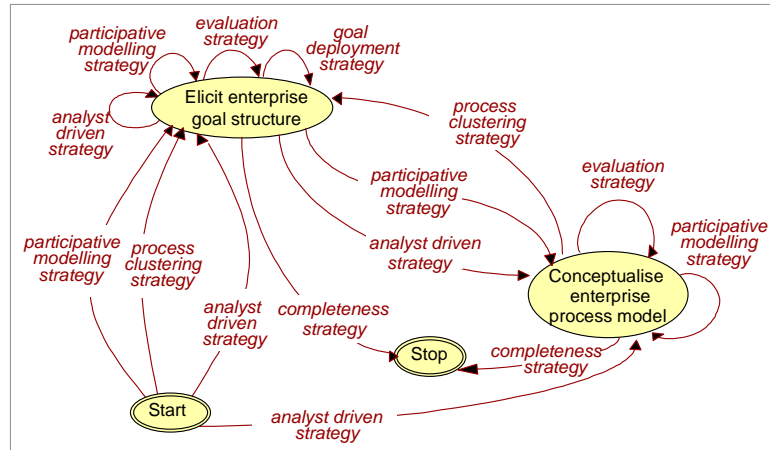 participative
modelling
strategy
evaluation
strategy
goal
deployment
strategy
analyst
driven
strategy
Elicit enterprise
goal structure
process
clustering
strategy
evaluation
strategy
participative
modelling
strategy
participative
modelling
strategy
analyst driven
strategy
participative
modelling
strategy
process
clustering
strategy
analyst
driven
strategy
completeness
strategy
Conceptualise
enterprise
process model
Stop
completeness
strategy
Start
analyst driven
strategy